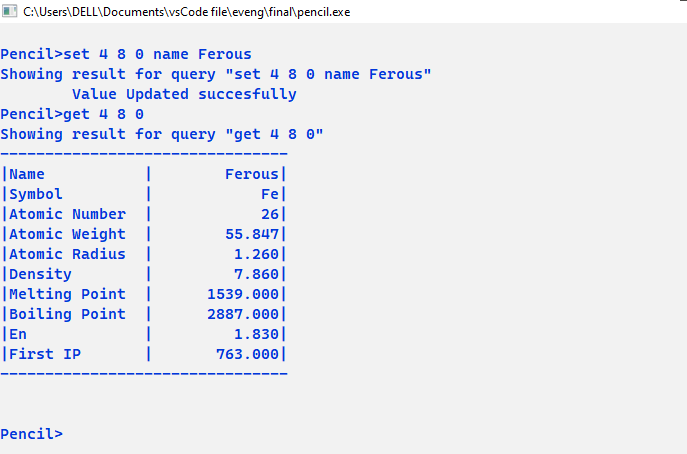 C:\Users\DELL\Documents\vsCode file\eveng\final\pencil.exe
Pencil>set 4 8 0 name Ferous
Showing result for query "set 4 8 0 name Ferous"
        Value Updated succesfully
Pencil>get 4 8 0
Showing result for query "get 4 8 0"
--------------------------------
|Name           |        Ferous|
|Symbol         |            Fe|
|Atomic Number  |            26|
|Atomic Weight  |        55.847|
|Atomic Radius  |         1.260|
|Density        |         7.860|
|Melting Point  |      1539.000|
|Boiling Point  |      2887.000|
|En             |         1.830|
|First IP       |       763.000|
--------------------------------
Pencil>